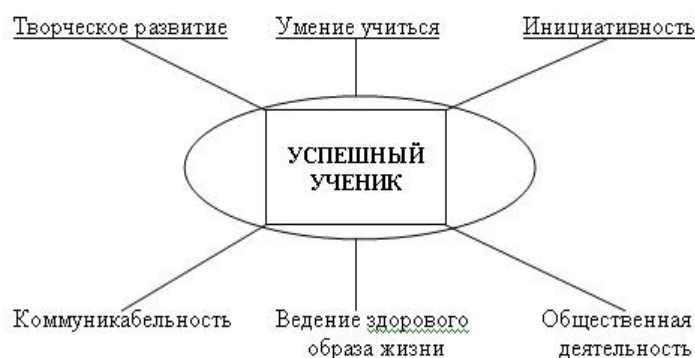 Творческое развитие
Умение учиться
Инициативность
УСПЕШНЫЙ
УЧЕНИК
Коммуникабельность
Ведение здорового
образа жизни
Общественная
деятельность